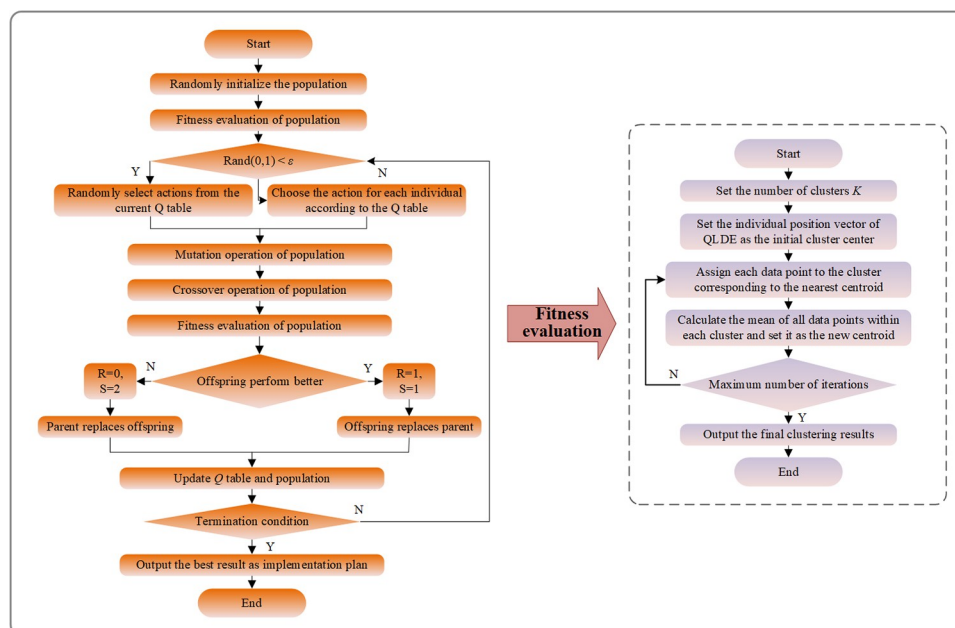 Start
Randomly initialize the population
Fitness evaluation of population
Rand(0,1) < ε
Y
N
Randomly select actions from the
current Q table
Choose the action for each individual
according to the Q table
Mutation operation of population
Crossover operation of population
Fitness evaluation of population
Offspring perform better
N
Y
R=0,
S=2
R=1,
S=1
Parent replaces offspring
Offspring replaces parent
Update Q table and population
Termination condition
N
Y
Output the best result as implementation plan
End
Fitness
evaluation
Start
Set the number of clusters K
Set the individual position vector of
QLDE as the initial cluster center
Assign each data point to the cluster
corresponding to the nearest centroid
Calculate the mean of all data points within
each cluster and set it as the new centroid
Maximum number of iterations
N
Y
Output the final clustering results
End